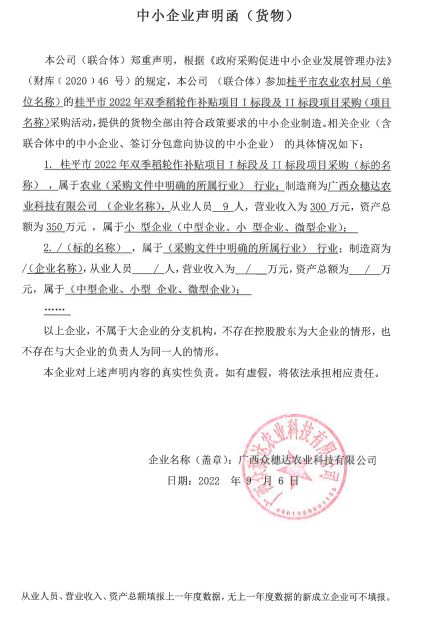 中小企业声明函（货物）
本公司（联合体）郑重声明，根据《政府采购促进中小企业发展管理办法》
（财库﹝2020﹞46 号）的规定，本公司 （联合体）参加桂平市农业农村局（单
位名称）的桂平市 2022 年双季稻轮作补贴项目 I 标段及 II 标段项目采购（项目
名称）采购活动，提供的货物全部由符合政策要求的中小企业制造。相关企业（含
联合体中的中小企业、签订分包意向协议的中小企业） 的具体情况如下：
1. 桂平市 2022 年双季稻轮作补贴项目 I 标段及 II 标段项目采购（标的名
称） ，属于农业（采购文件中明确的所属行业） 行业；制造商为广西众穗达农
业科技有限公司 （企业名称），从业人员 9 人，营业收入为 300 万元，资产总
额为 350万元 ，属于小 型企业（中型企业、小 型企业、微型企业）；
2. /（标的名称） ，属于（采购文件中明确的所属行业） 行业；制造商为
/（企业名称），从业人员 / 人，营业收入为 / 万元，资产总额为 / 万
元，属于（中型企业、小型 企业、微型企业）；
……
以上企业，不属于大企业的分支机构，不存在控股股东为大企业的情形，也
不存在与大企业的负责人为同一人的情形。
本企业对上述声明内容的真实性负责。如有虚假，将依法承担相应责任。
企业名称（盖章）：广西众穗达农业科技有限公司
日期：2022 年 9 月 6 日
广西众穗达农业科技有限公司
从业人员、营业收入、资产总额填报上一年度数据，无上一年度数据的新成立企业可不填报。